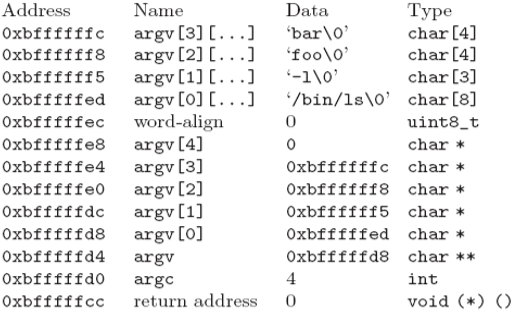 Address Name Data Type
0xbffffffc argv[3][...] ‘bar\0’ char[4]
0xbffffff8 argv[2][...] ‘foo\0’ char[4]
0xbffffff5 argv[1][...] ‘-l\0’ char[3]
0xbfffffed argv[0][...] ‘/bin/ls\0’ char[8]
0xbfffffec word-align 0 uint8_t
0xbfffffe8 argv[4] 0 char *
0xbfffffe4 argv[3] 0xbffffffc char *
0xbfffffe0 argv[2] 0xbffffff8 char *
0xbfffffdc argv[1] 0xbffffff5 char *
0xbfffffd8 argv[0] 0xbfffffed char *
0xbfffffd4 argv 0xbfffffd8 char **
0xbfffffd0 argc 4 int
0xbfffffcc return address 0 void (*) ()